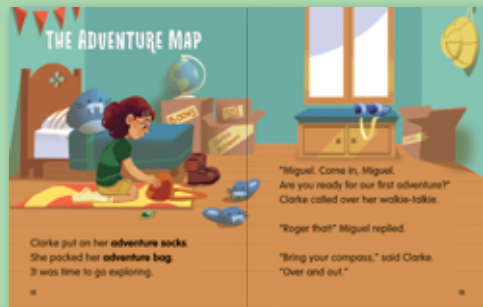 THE ADVENTURE MAP
Clarke put on her adventure socks.
She packed her adventure bag.
It was time to go exploring.
"Miguel. Come in, Miguel.
Are you ready for our first adventure?"
Clarke called over her walkie-talkie.
"Roger that!" Miguel replied.
"Bring your compass," said Clarke.
"Over and out."